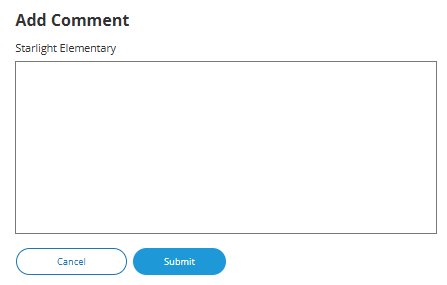 Add Comment
Starlight Elementary
Cancel Submit